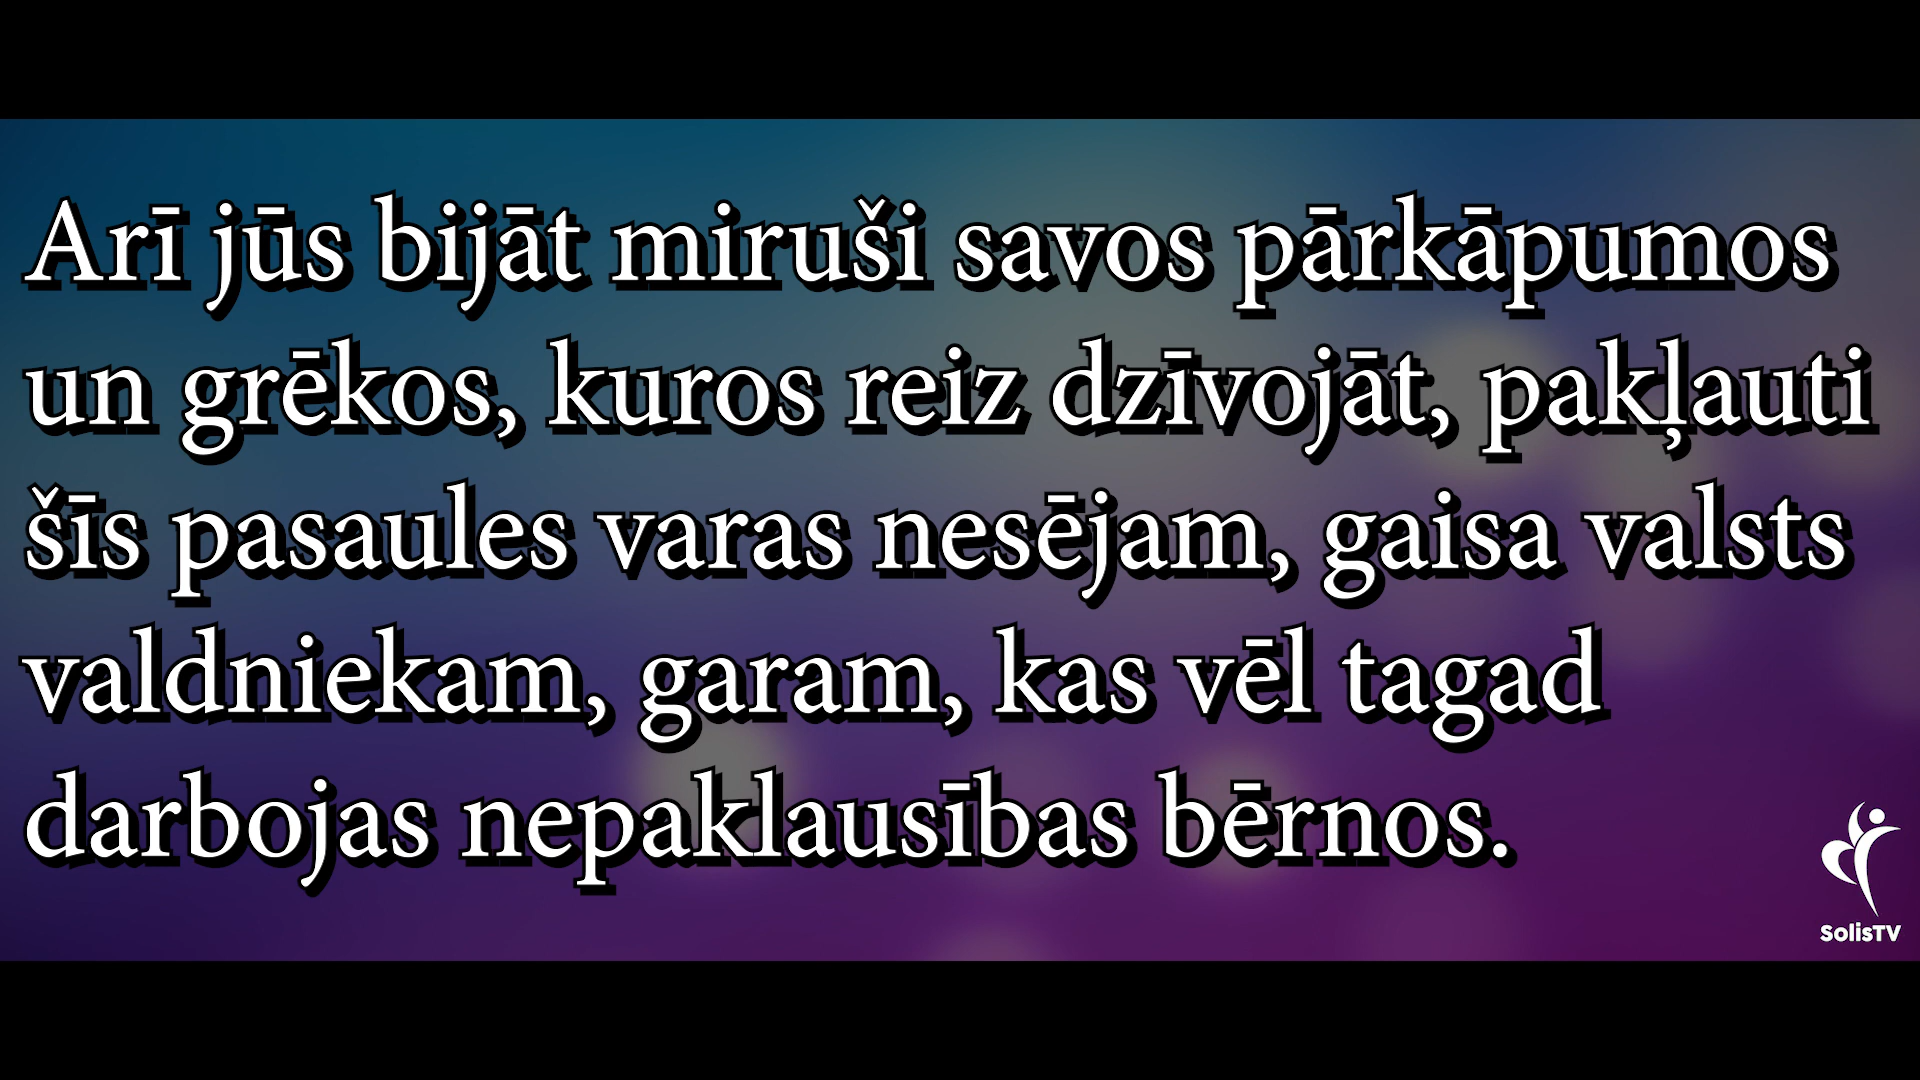 Arī jūs bijāt miruši savos pārkāpumos
un grēkos, kuros reiz dzīvojāt, pakļauti
šīs pasaules varas nesējam, gaisa valsts
valdniekam, garam, kas vēl tagad
darbojas nepaklausības bērnos.
SolisTV